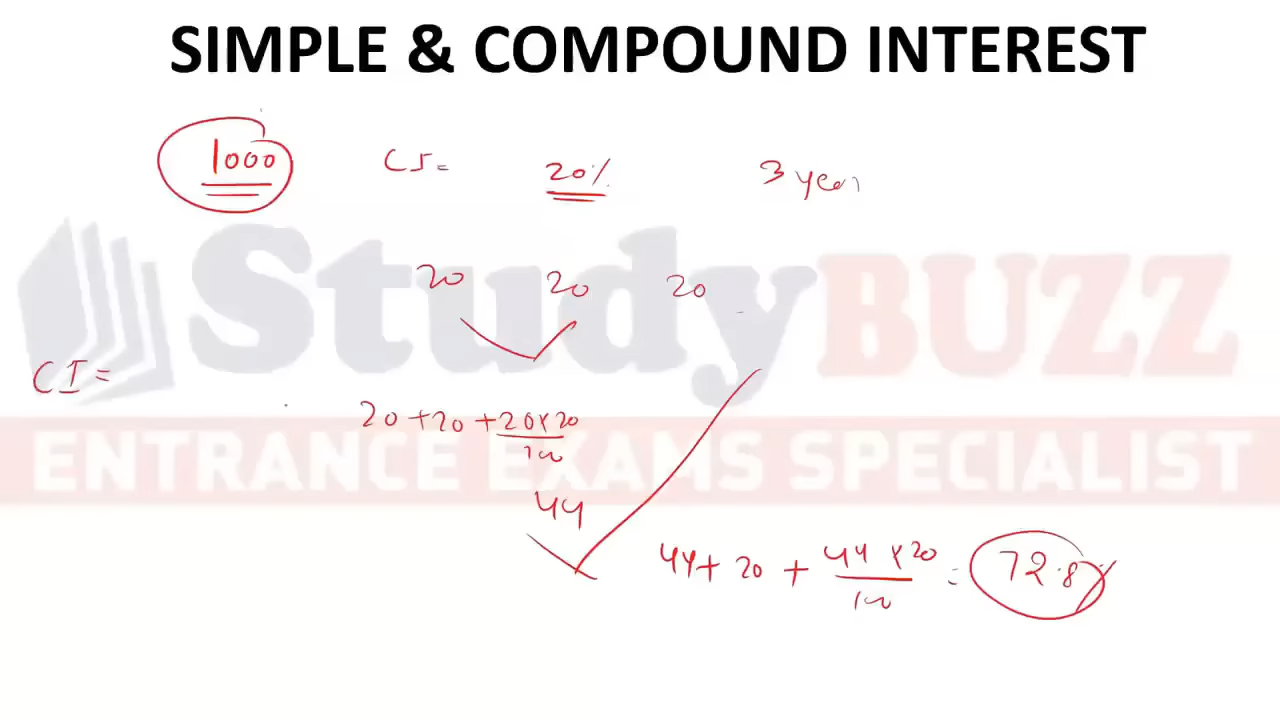 SIMPLE & COMPOUND INTEREST
1000 CI= 20% 3 year
20 20 20
StudyBUZZ
CI=
20+20+20×20
100
ENTRANCE EXAMS SPECIALIST
44
44+ 20 + 44 × 20 = 72.8%
100